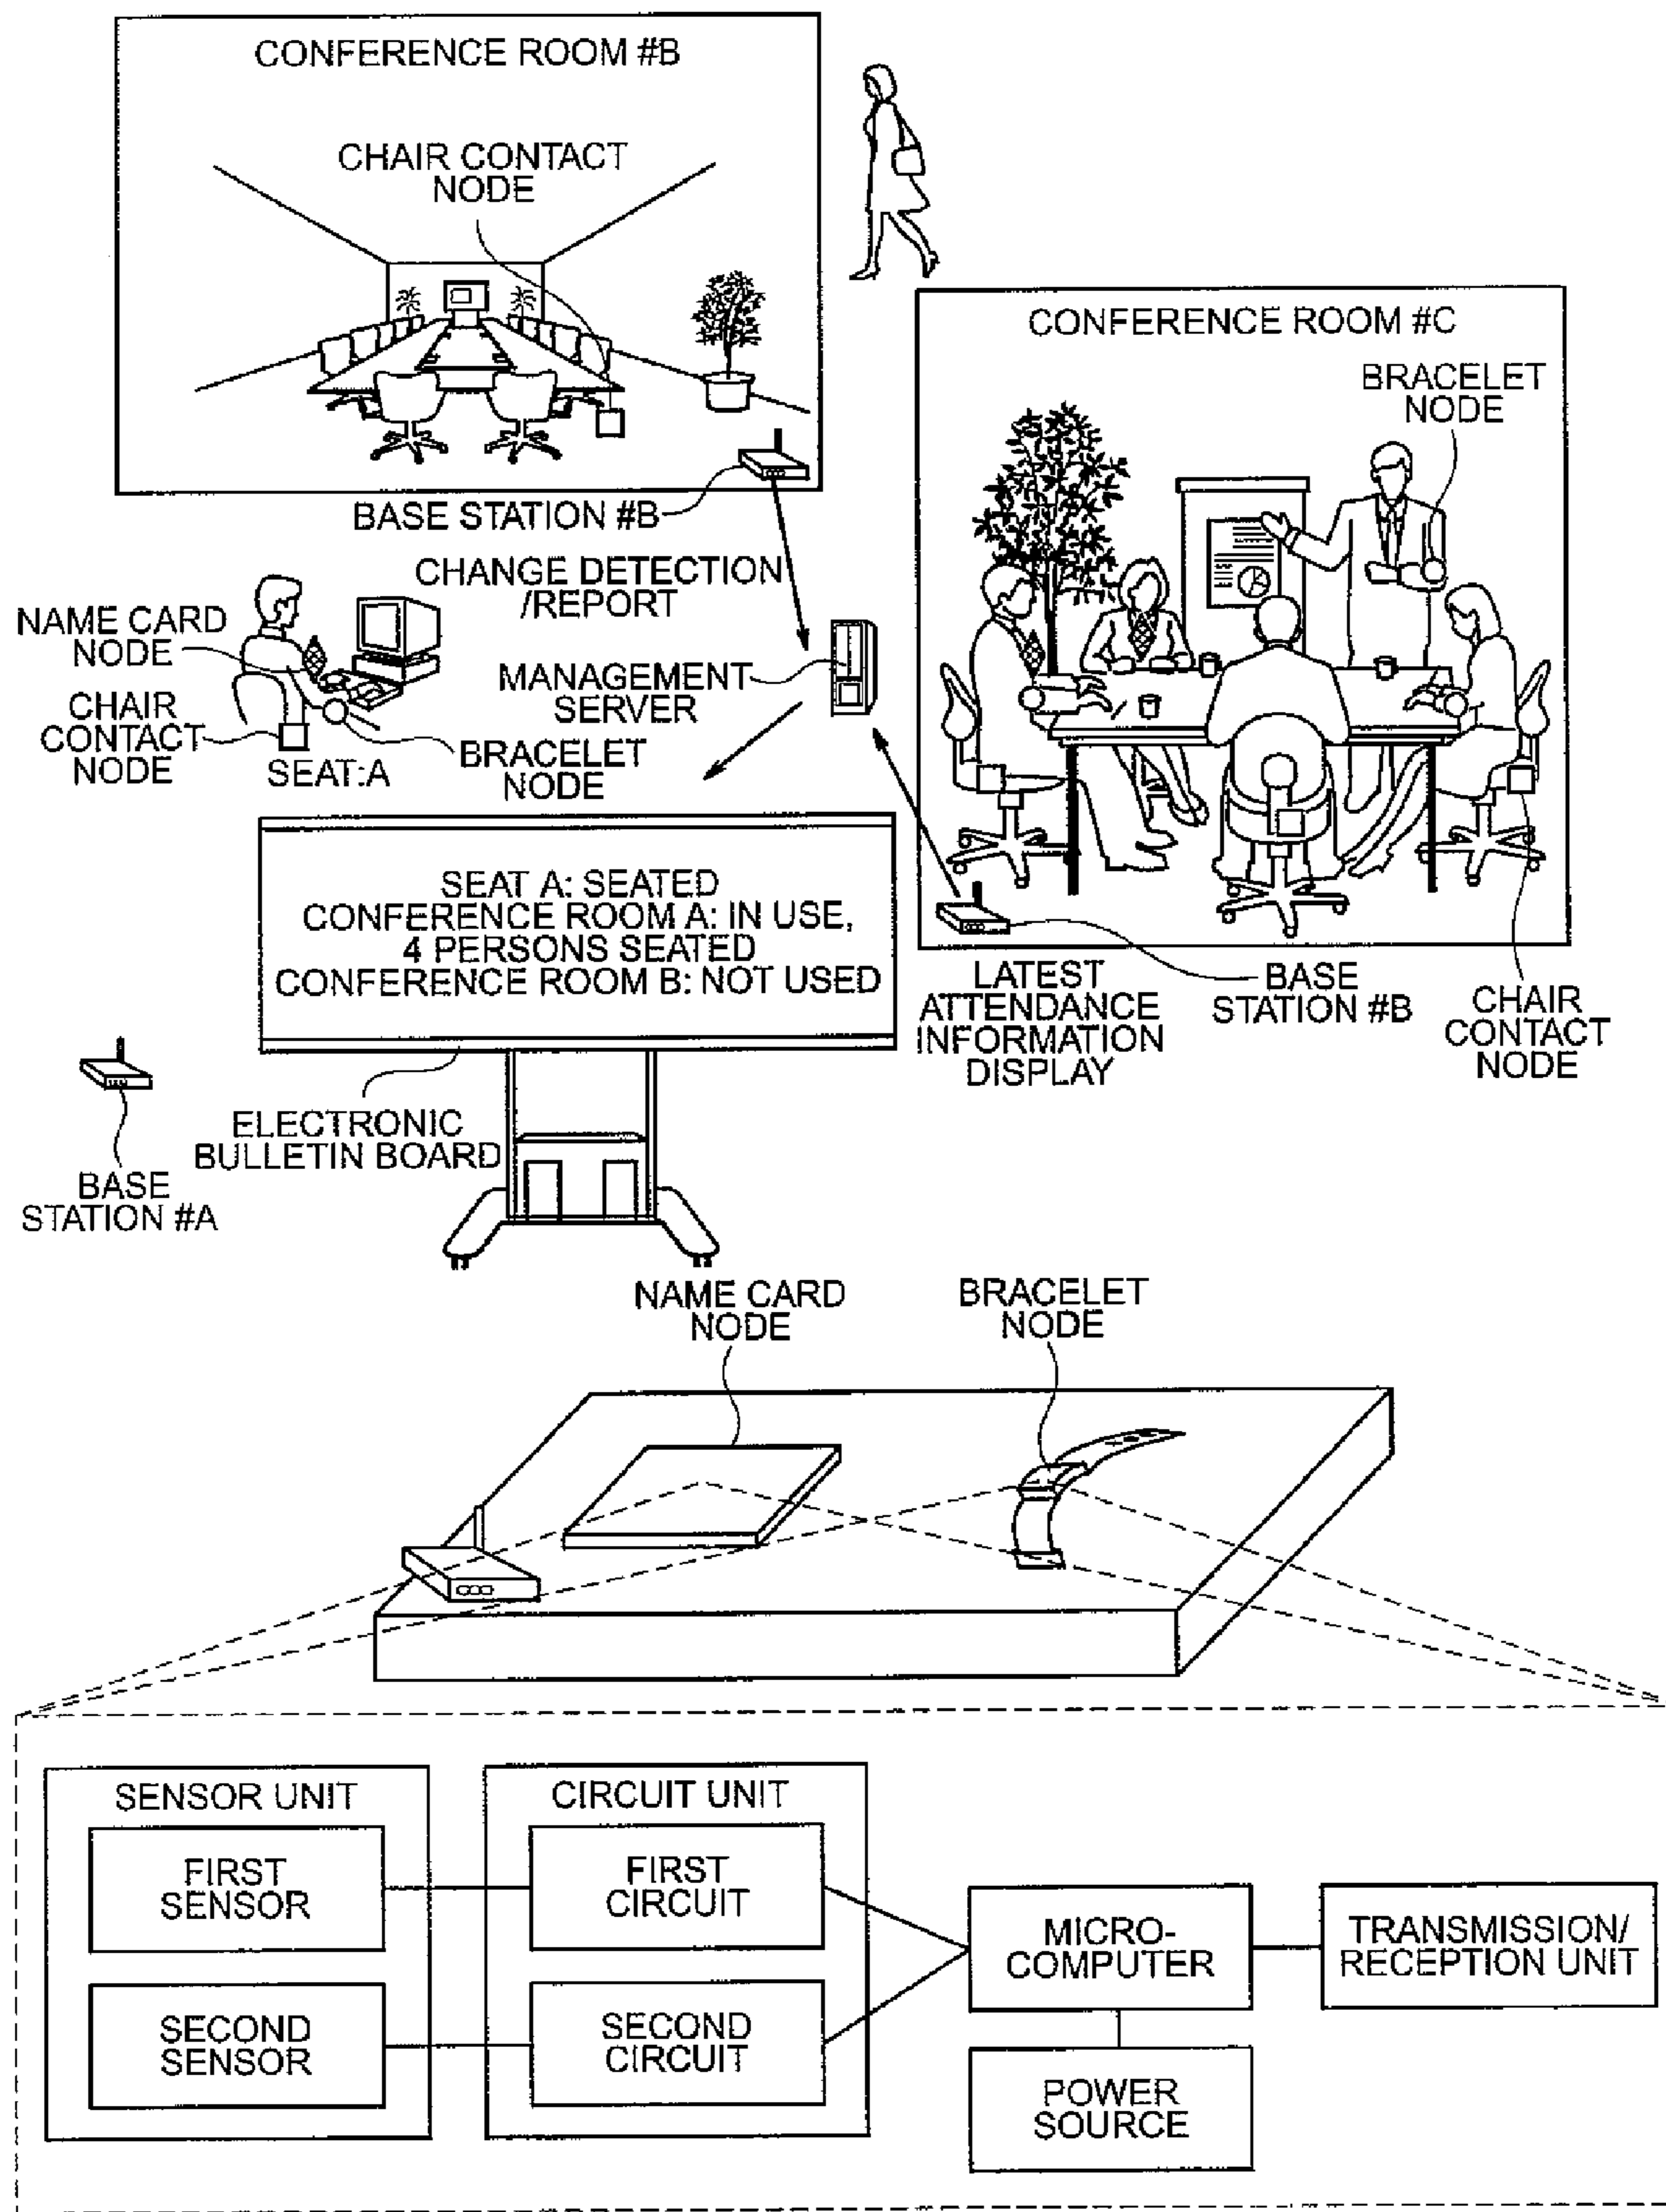 CONFERENCE ROOM #B
CHAIR CONTACT
NODE
CONFERENCE ROOM #C
BRACELET
NODE
BASE STATION #B
CHANGE DETECTION
/REPORT
NAME CARD
NODE
MANAGEMENT
SERVER
CHAIR
CONTACT
NODE
SEAT:A
BRACELET
NODE
SEAT A: SEATED
CONFERENCE ROOM A: IN USE,
4 PERSONS SEATED
CONFERENCE ROOM B: NOT USED
LATEST
ATTENDANCE
INFORMATION
DISPLAY
BASE
STATION #B
CHAIR
CONTACT
NODE
ELECTRONIC
BULLETIN BOARD
BASE
STATION #A
NAME CARD
NODE
BRACELET
NODE
SENSOR UNIT
FIRST
SENSOR
SECOND
SENSOR
CIRCUIT UNIT
FIRST
CIRCUIT
SECOND
CIRCUIT
MICRO-
COMPUTER
TRANSMISSION/
RECEPTION UNIT
POWER
SOURCE